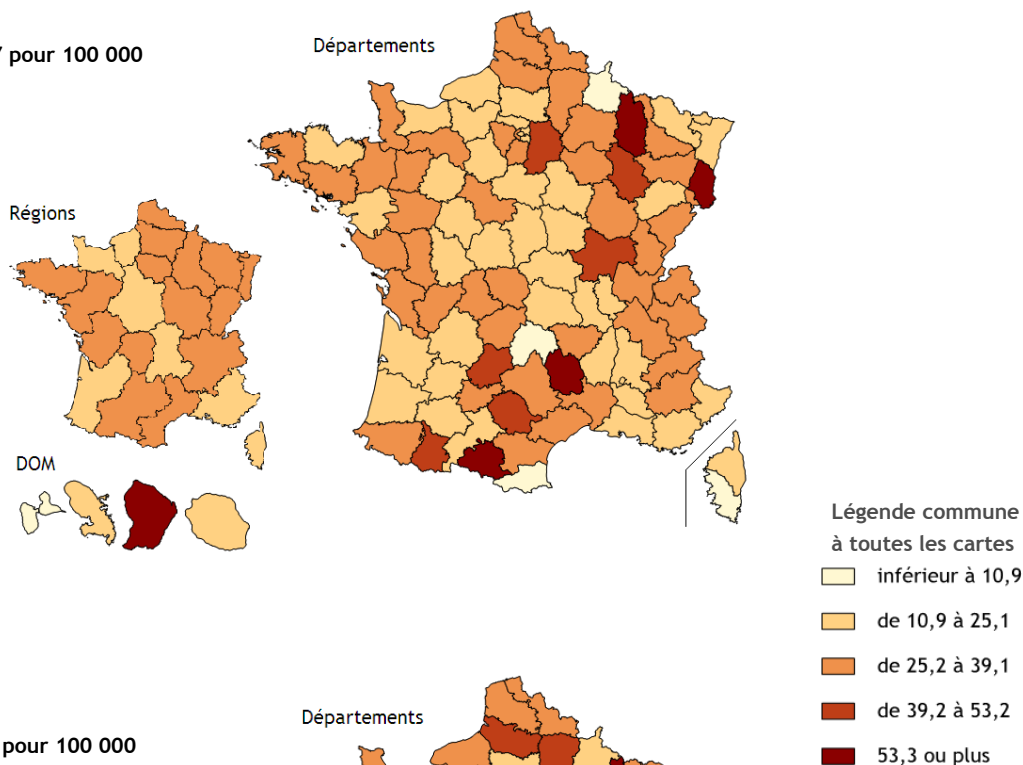 pour 100 000
Départements
Régions
DOM
Légende commune
à toutes les cartes
inférieur à 10,9
de 10,9 à 25,1
de 25,2 à 39,1
de 39,2 à 53,2
53,3 ou plus
Départements
pour 100 000